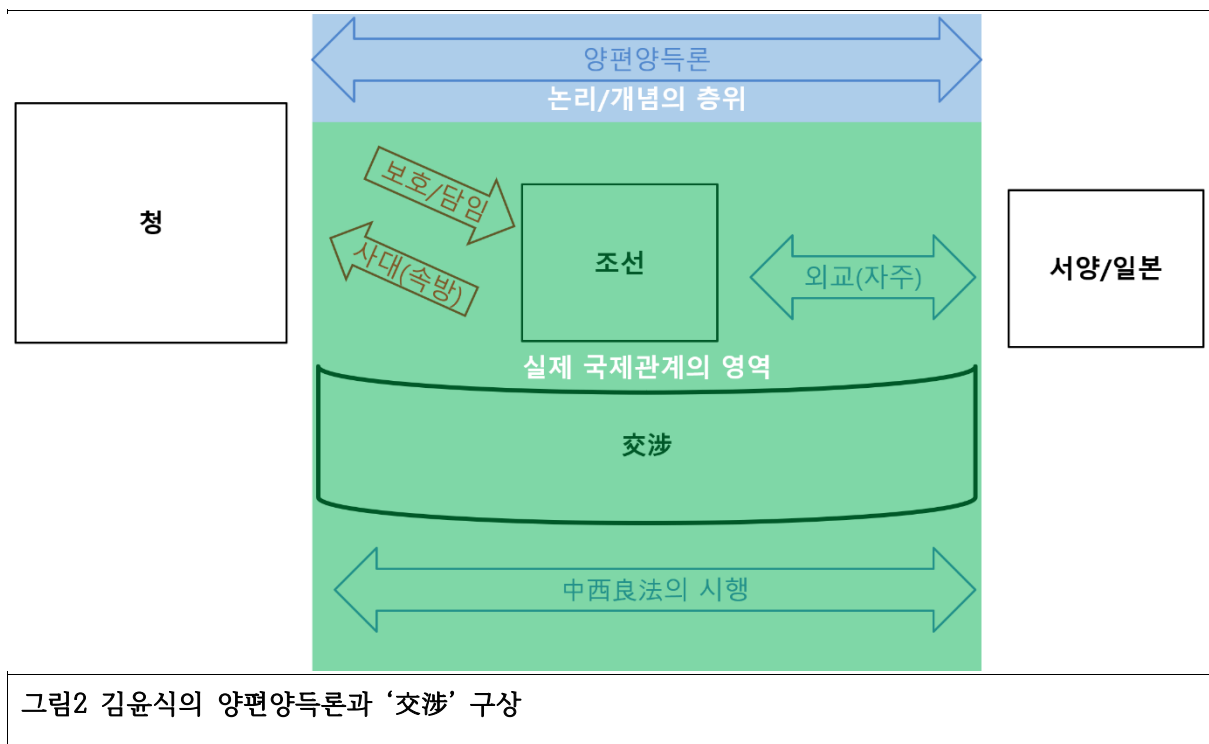 양편양득론
논리/개념의 층위
보호/담임
청
사대(속방)
조선
외교(자주)
서양/일본
실제 국제관계의 영역
交涉
中西良法의 시행
그림2 김윤식의 양편양득론과 ‘交涉’ 구상